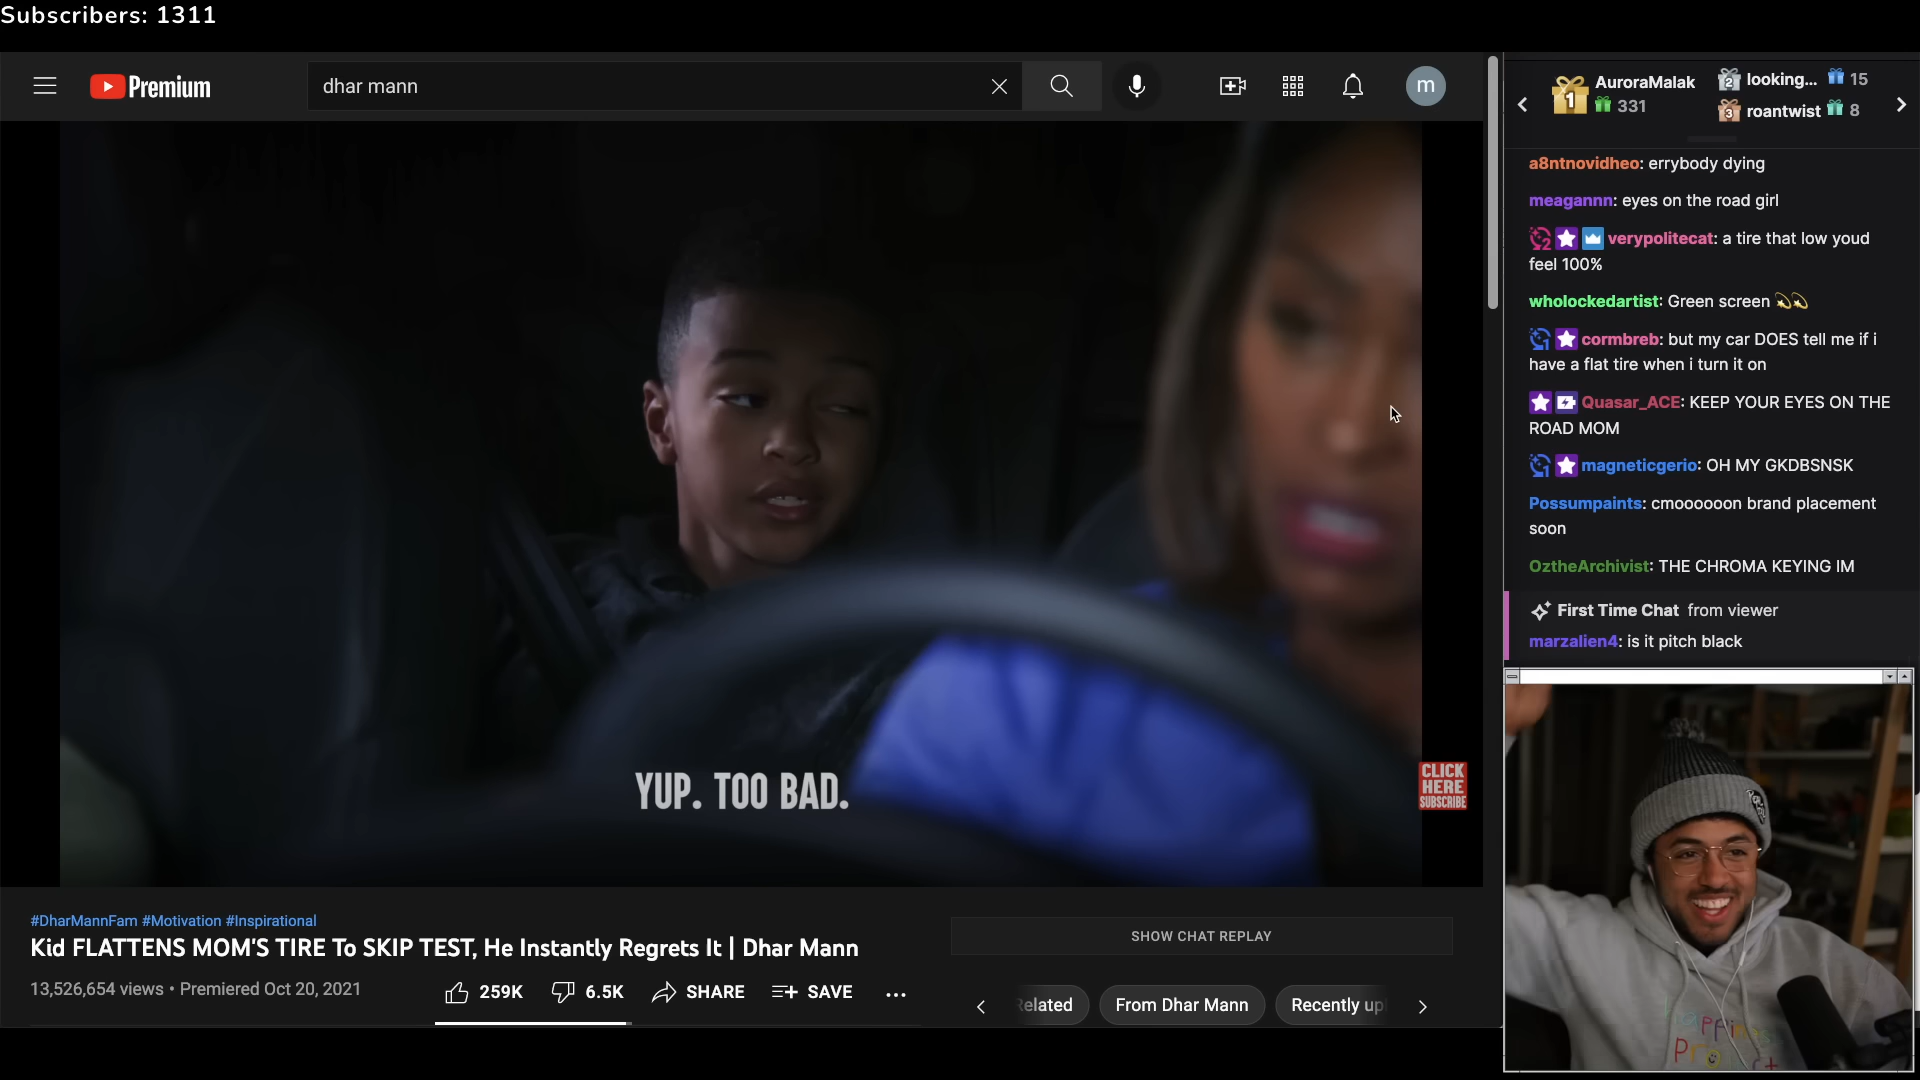 Subscribers: 1311
Premium
dhar mann
m
1
AuroraMalak
331
2
looking... 15
3
roantwist 8
a8ntnovidheo: errybody dying
meagannn: eyes on the road girl
verypolitecat: a tire that low youd
feel 100%
wholockedartist: Green screen
cormbreb: but my car DOES tell me if i
have a flat tire when i turn it on
Quasar_ACE: KEEP YOUR EYES ON THE
ROAD MOM
magneticgerio: OH MY GKDBSNSK
Possumpaints: cmoooooon brand placement
soon
OztheArchivist: THE CHROMA KEYING IM
First Time Chat from viewer
marzalien4: is it pitch black
YUP. TOO BAD.
CLICK
HERE
SUBSCRIBE
#DharMannFam #Motivation #Inspirational
Kid FLATTENS MOM'S TIRE To SKIP TEST, He Instantly Regrets It | Dhar Mann
13,526,654 views • Premiered Oct 20, 2021
259K
6.5K
SHARE
SAVE
SHOW CHAT REPLAY
elated
From Dhar Mann
Recently up